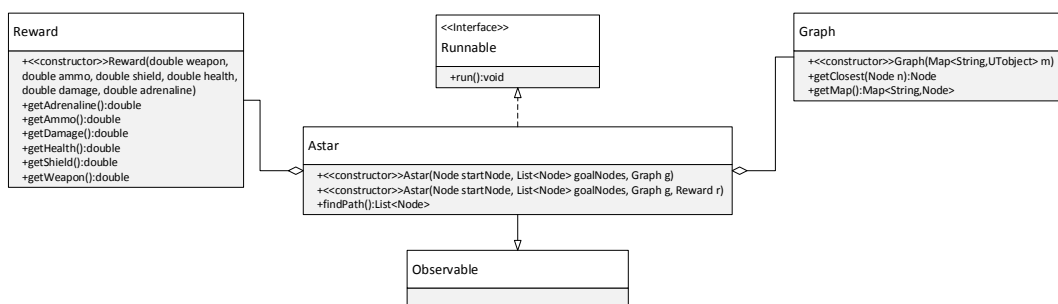 Reward
+<<constructor>>Reward(double weapon,
double ammo, double shield, double health,
double damage, double adrenaline)
+getAdrenaline():double
+getAmmo():double
+getDamage():double
+getHealth():double
+getShield():double
+getWeapon():double
<<Interface>>
Runnable
+run():void
Graph
+<<constructor>>Graph(Map<String,UTobject> m)
+getClosest(Node n):Node
+getMap():Map<String,Node>
Astar
+<<constructor>>Astar(Node startNode, List<Node> goalNodes, Graph g)
+<<constructor>>Astar(Node startNode, List<Node> goalNodes, Graph g, Reward r)
+findPath():List<Node>
Observable